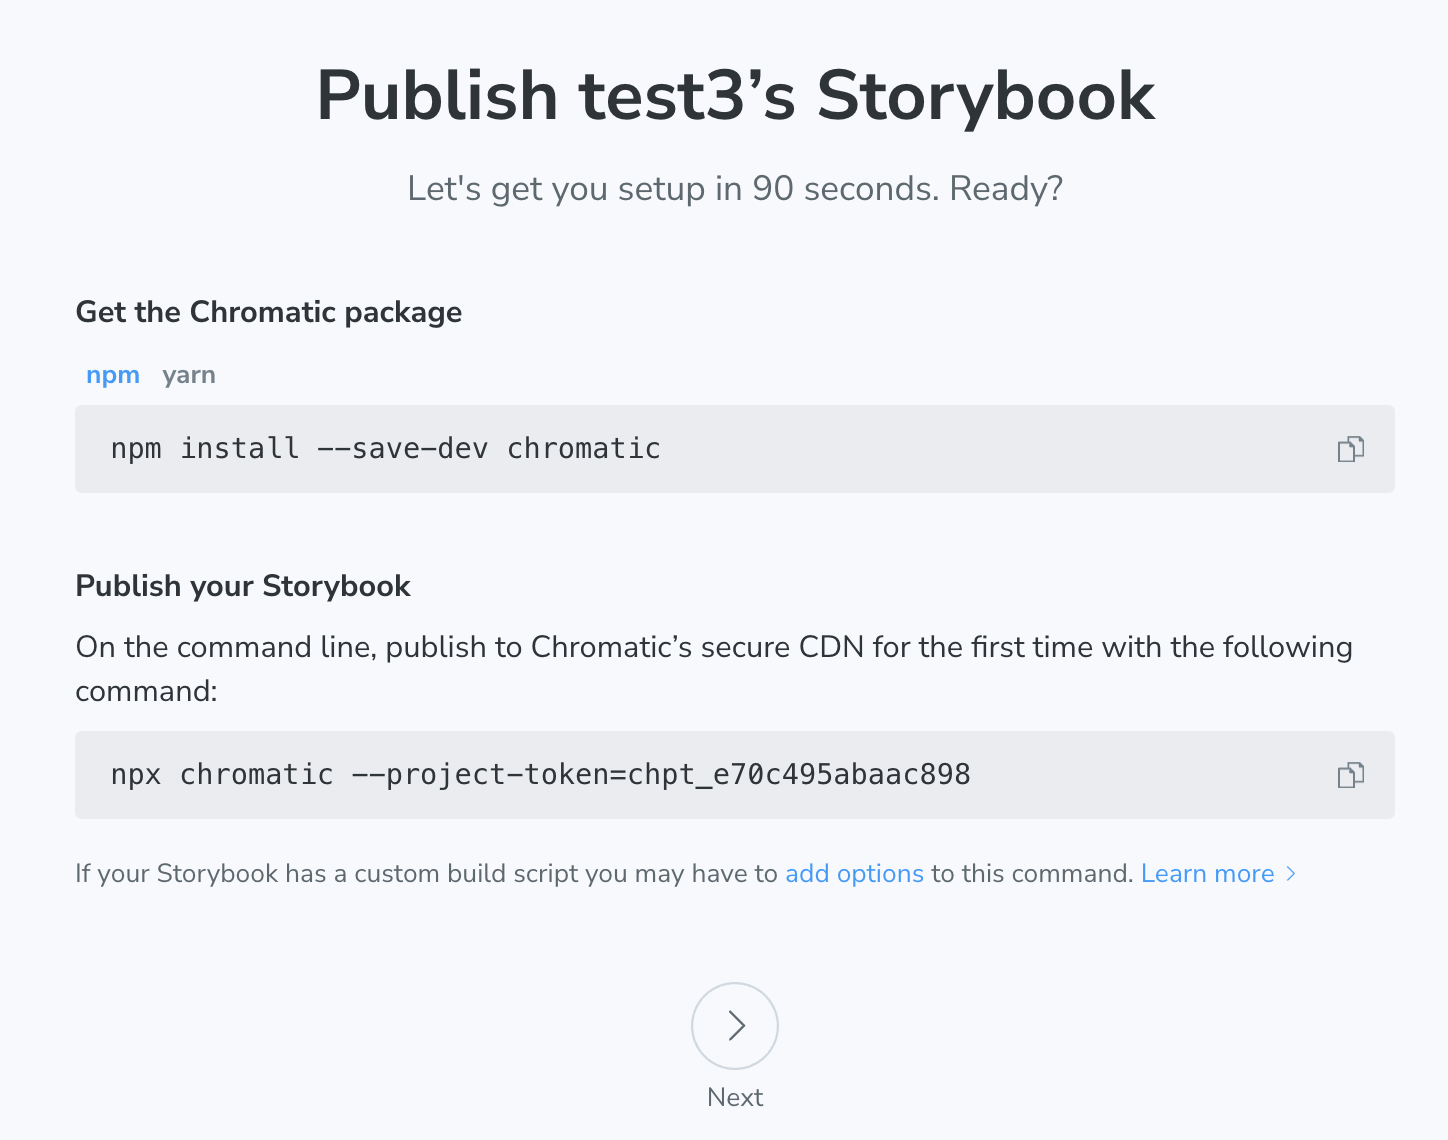 Publish test3’s Storybook
Let's get you setup in 90 seconds. Ready?
Get the Chromatic package
npm yarn
npm install --save-dev chromatic
Publish your Storybook
On the command line, publish to Chromatic’s secure CDN for the first time with the following
command:
npx chromatic --project-token=chpt_e70c495abaac898
If your Storybook has a custom build script you may have to add options to this command. Learn more
Next